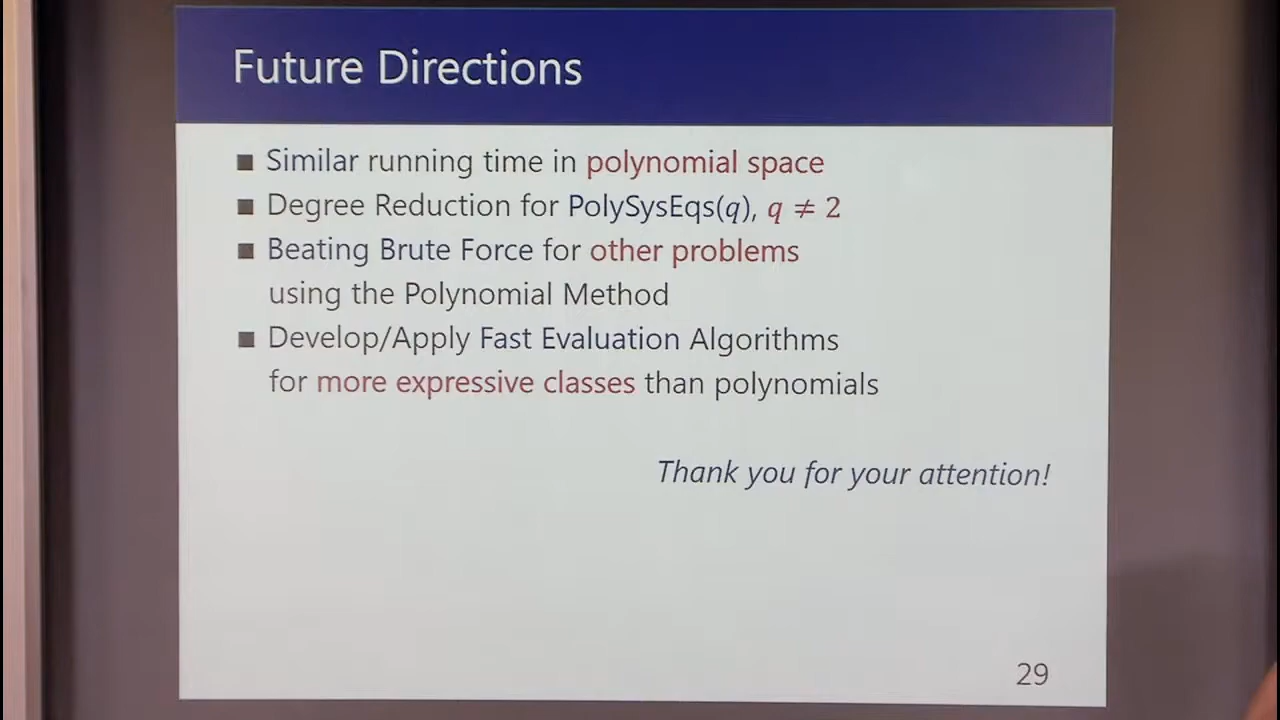 Future Directions
■ Similar running time in polynomial space
■ Degree Reduction for PolySysEqs(q), q ≠ 2
■ Beating Brute Force for other problems
using the Polynomial Method
■ Develop/Apply Fast Evaluation Algorithms
for more expressive classes than polynomials
Thank you for your attention!
29